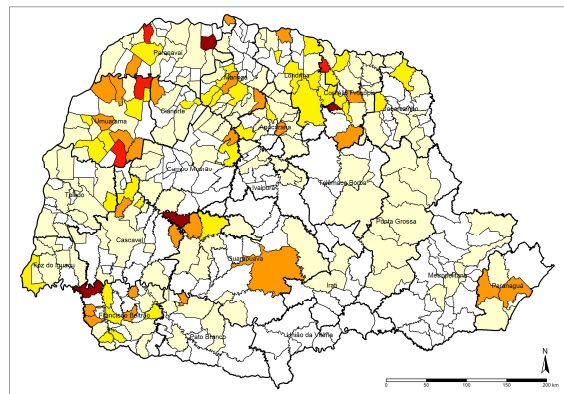 Paranavaí
Londrina
Maringá
Cornélio Procópio
Cianorte
Jacarezinho
Umuarama
Apucarana
Campo Mourão
Telêmaco Borba
Ivaiporã
Toledo
Ponta Grossa
Cascavel
Guarapuava
Foz do Iguaçu
Metropolitana
Irati
Paranaguá
Francisco Beltrão
União da Vitória
Pato Branco
N
0 50 100 150 200 km